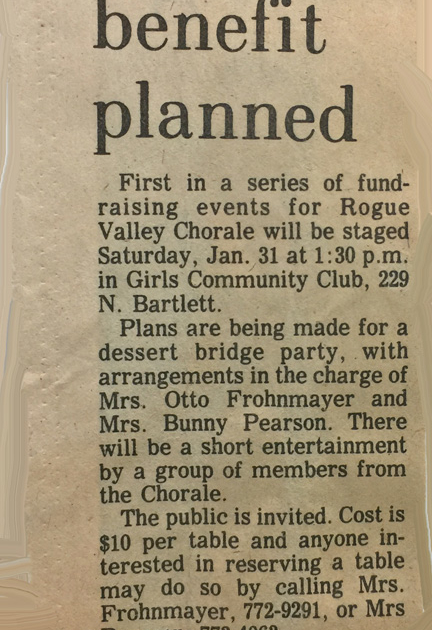 benefit
planned
First in a series of fund-
raising events for Rogue
Valley Chorale will be staged
Saturday, Jan. 31 at 1:30 p.m.
in Girls Community Club, 229
N. Bartlett.
Plans are being made for a
dessert bridge party, with
arrangements in the charge of
Mrs. Otto Frohnmayer and
Mrs. Bunny Pearson. There
will be a short entertainment
by a group of members from
the Chorale.
The public is invited. Cost is
$10 per table and anyone in-
terested in reserving a table
may do so by calling Mrs.
Frohnmayer, 772-9291, or Mrs